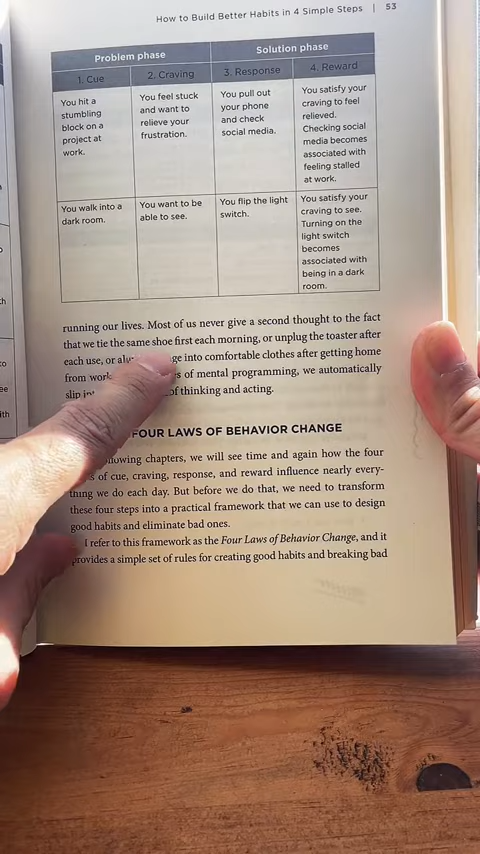 How to Build Better Habits in 4 Simple Steps | 53
Problem phase Solution phase
1. Cue 2. Craving 3. Response 4. Reward
You hit a
stumbling
block on a
project at
work.
You feel stuck
and want to
relieve your
frustration.
You pull out
your phone
and check
social media.
You satisfy your
craving to feel
relieved.
Checking social
media becomes
associated with
feeling stalled
at work.
You walk into a
dark room.
You want to be
able to see.
You flip the light
switch.
You satisfy your
craving to see.
Turning on the
light switch
becomes
associated with
being in a dark
room.
running our lives. Most of us never give a second thought to the fact
that we tie the same shoe first each morning, or unplug the toaster after
each use, or into comfortable clothes after getting home
from of mental programming, we automatically
slip of thinking and acting.
FOUR LAWS OF BEHAVIOR CHANGE
chapters, we will see time and again how the four
of cue, craving, response, and reward influence nearly every-
thing we do each day. But before we do that, we need to transform
these four steps into a practical framework that we can use to design
good habits and eliminate bad ones.
I refer to this framework as the Four Laws of Behavior Change, and it
provides a simple set of rules for creating good habits and breaking bad